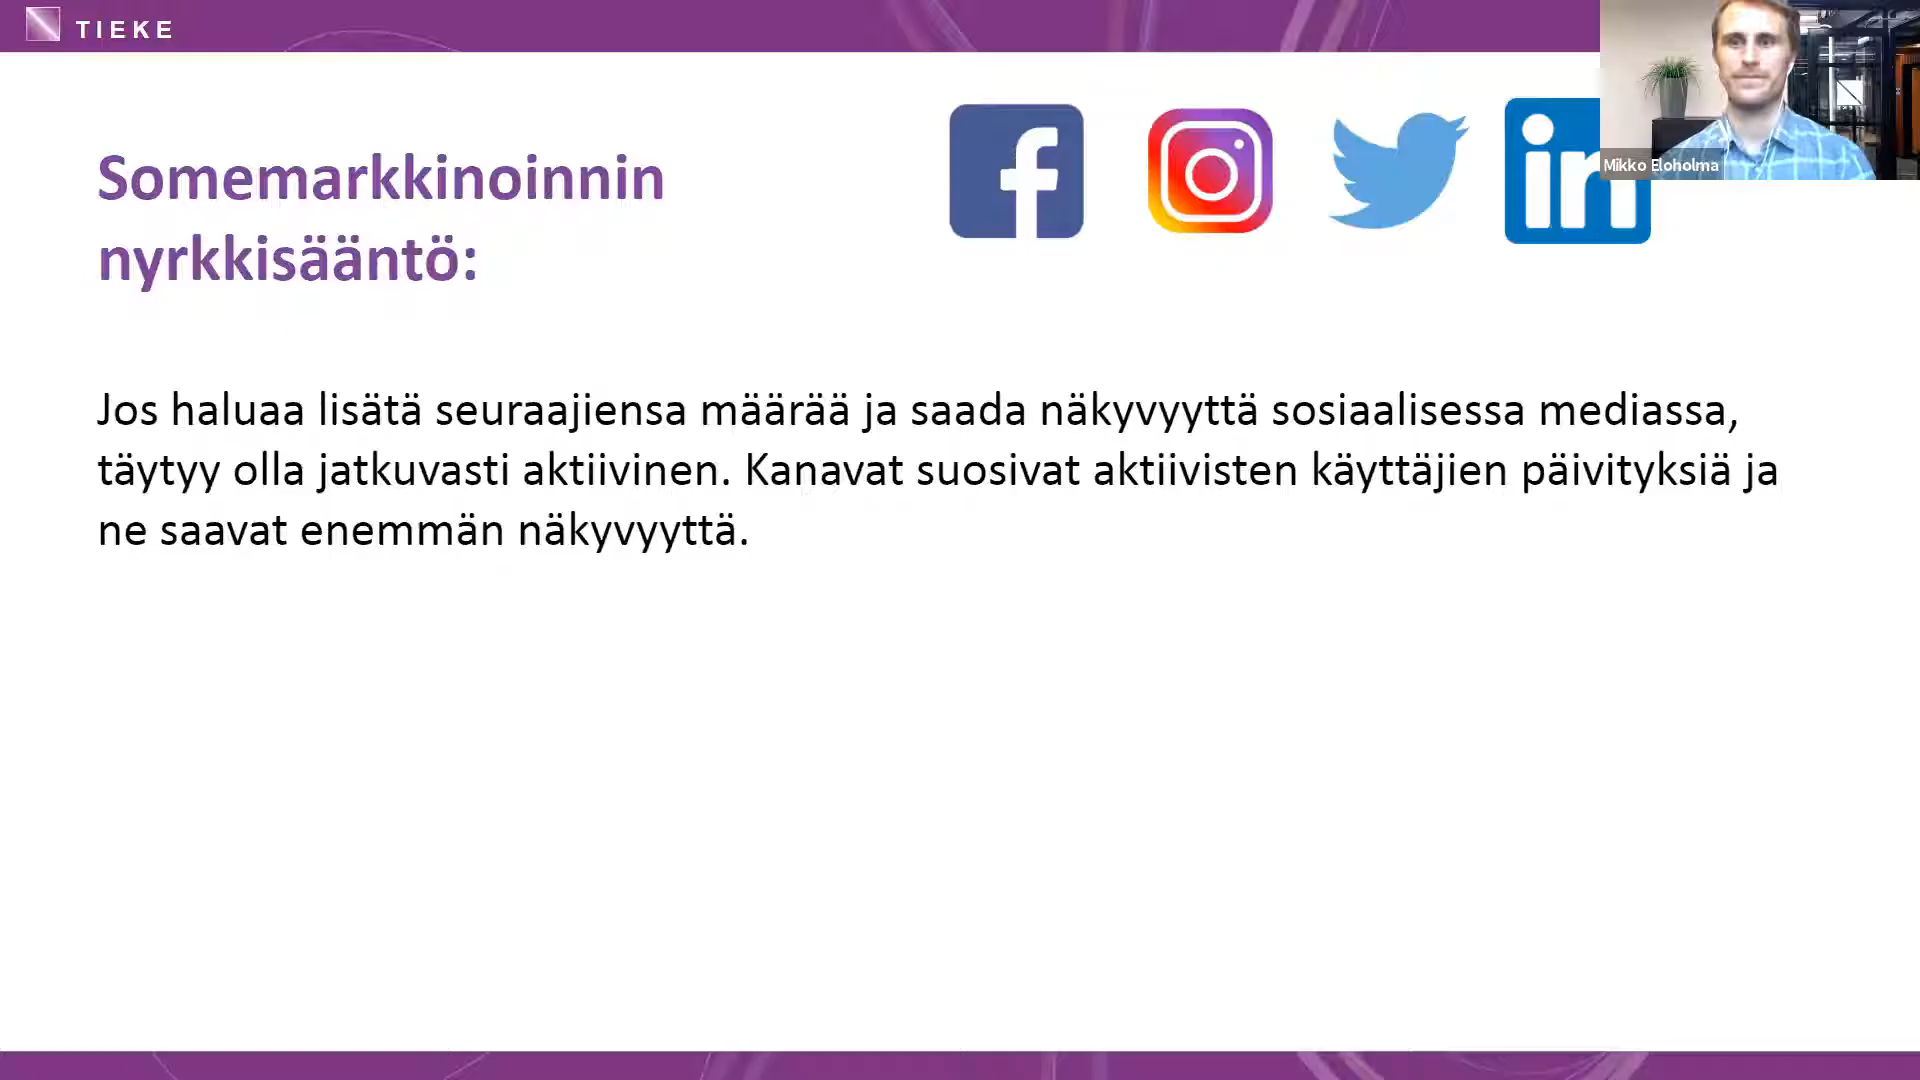 TIEKE
Somemarkkinoinnin
nyrkkisääntö:
in
Mikko Eloholma
Jos haluaa lisätä seuraajiensa määrää ja saada näkyvyyttä sosiaalisessa mediassa,
täytyy olla jatkuvasti aktiivinen. Kanavat suosivat aktiivisten käyttäjien päivityksiä ja
ne saavat enemmän näkyvyyttä.